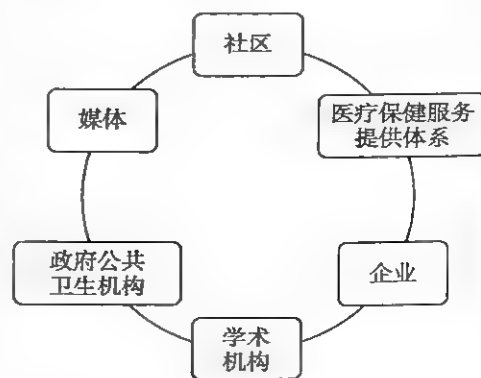 社区
媒体
医疗保健服务
提供体系
政府公共
卫生机构
企业
学术
机构